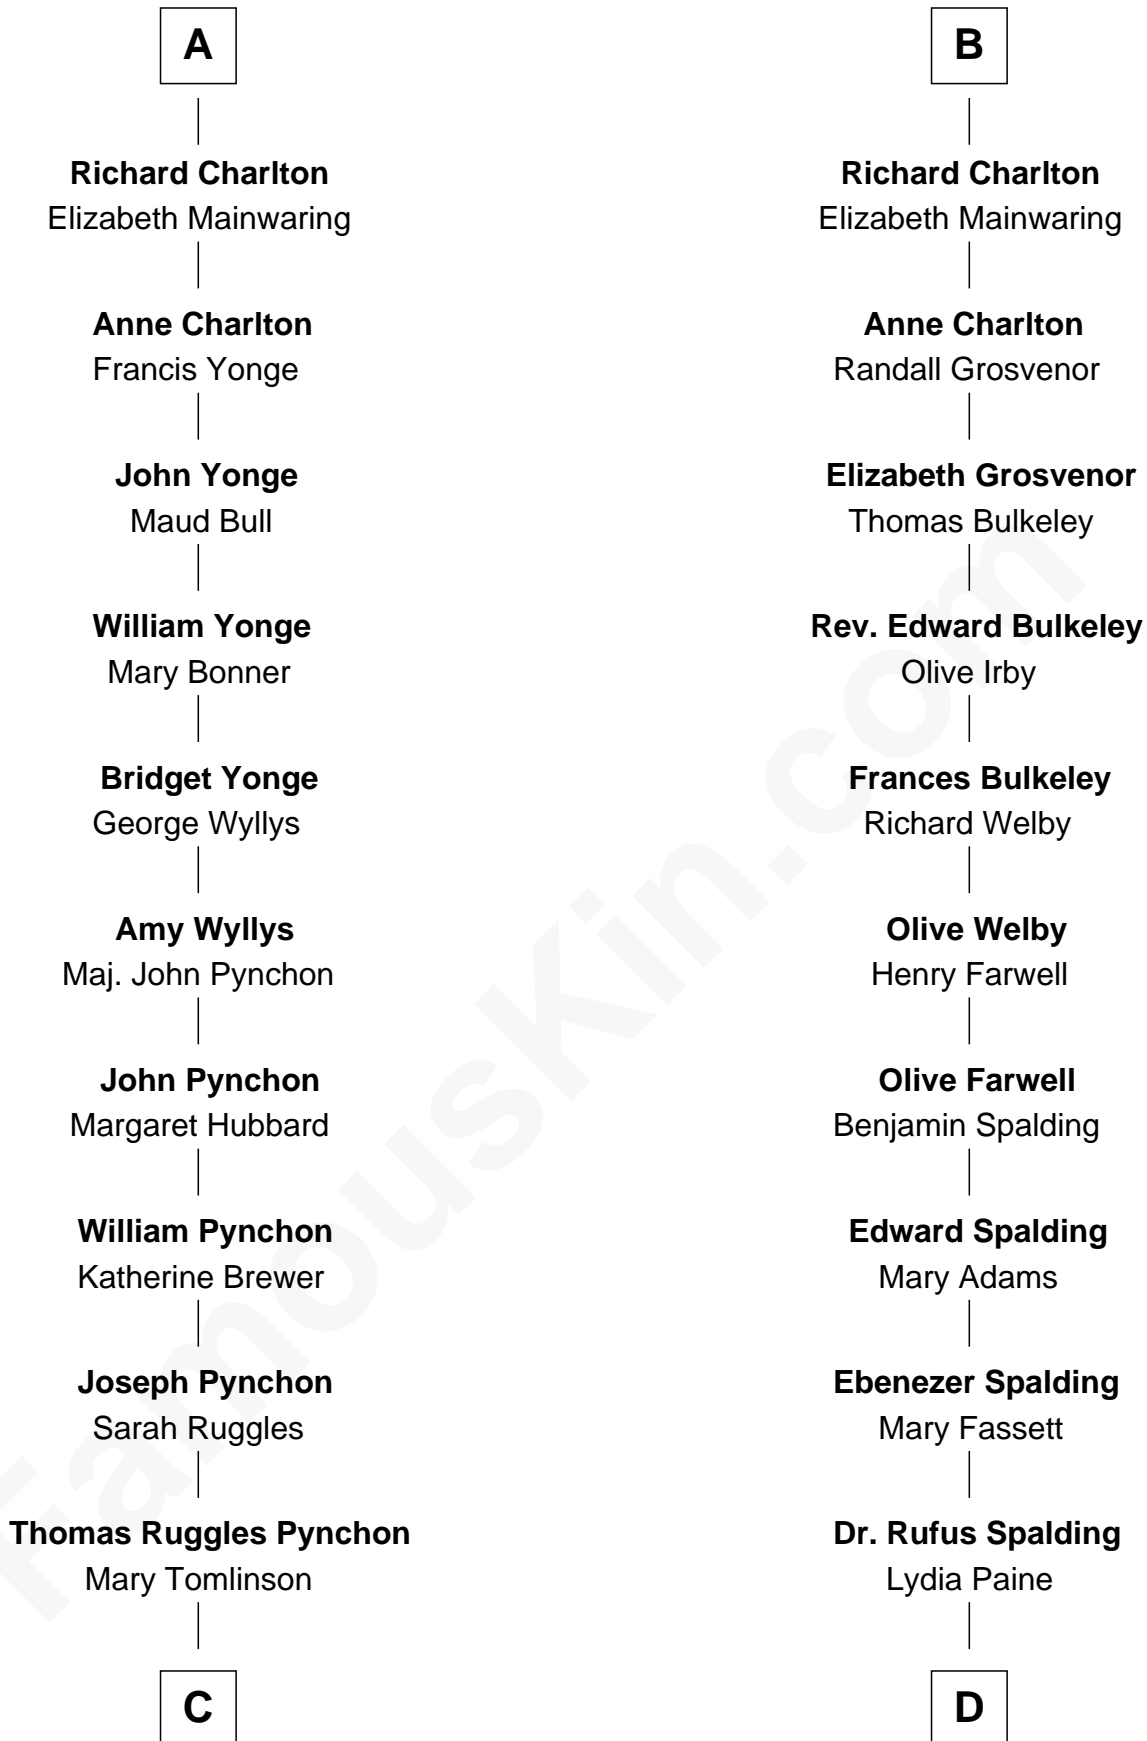 A
Richard Charlton
Elizabeth Mainwaring
Anne Charlton
Francis Yonge
John Yonge
Maud Bull
William Yonge
Mary Bonner
Bridget Yonge
George Wyllys
Amy Wyllys
Maj. John Pynchon
John Pynchon
Margaret Hubbard
William Pynchon
Katherine Brewer
Joseph Pynchon
Sarah Ruggles
Thomas Ruggles Pynchon
Mary Tomlinson
C
B
Richard Charlton
Elizabeth Mainwaring
Anne Charlton
Randall Grosvenor
Elizabeth Grosvenor
Thomas Bulkeley
Rev. Edward Bulkeley
Olive Irby
Frances Bulkeley
Richard Welby
Olive Welby
Henry Farwell
Olive Farwell
Benjamin Spalding
Edward Spalding
Mary Adams
Ebenezer Spalding
Mary Fassett
Dr. Rufus Spalding
Lydia Paine
D
FamousKin.com